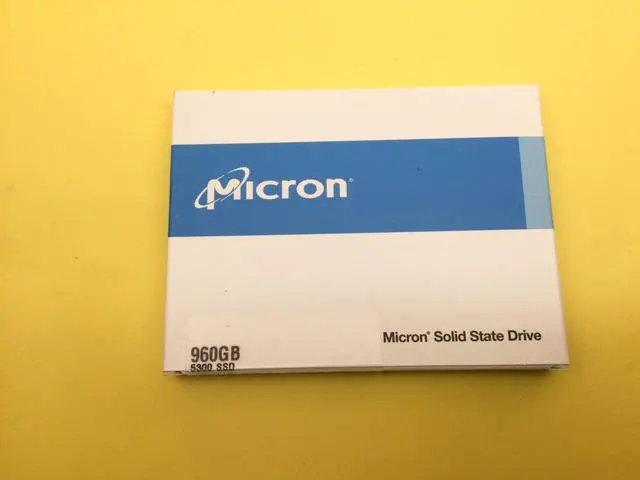 Micron®
Micron® Solid State Drive
960GB
5300 SSD